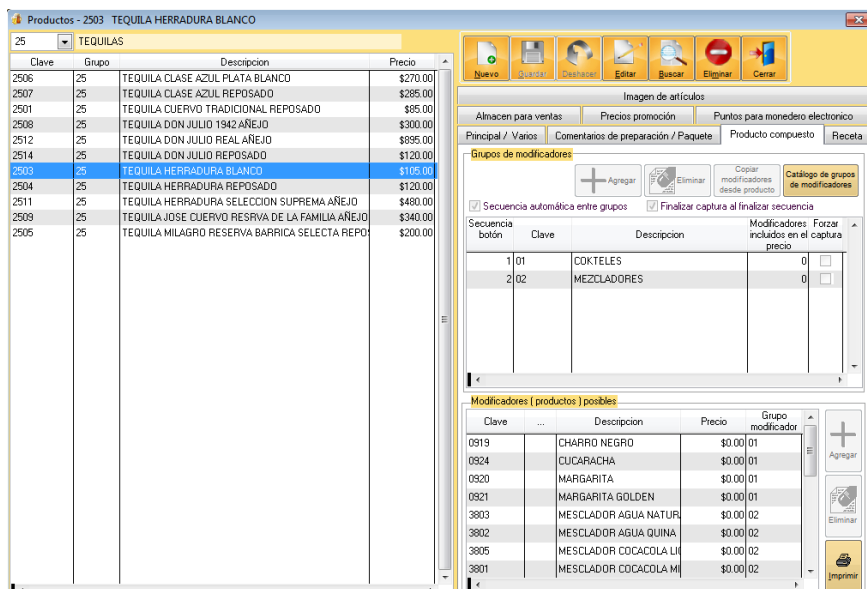 Productos - 2503 TEQUILA HERRADURA BLANCO
25 TEQUILAS
Clave Grupo Descripcion Precio
2506 25 TEQUILA CLASE AZUL PLATA BLANCO $270.00
2507 25 TEQUILA CLASE AZUL REPOSADO $285.00
2501 25 TEQUILA CUERVO TRADICIONAL REPOSADO $85.00
2508 25 TEQUILA DON JULIO 1942 AÑEJO $300.00
2512 25 TEQUILA DON JULIO REAL AÑEJO $895.00
2514 25 TEQUILA DON JULIO REPOSADO $120.00
2503 25 TEQUILA HERRADURA BLANCO $105.00
2504 25 TEQUILA HERRADURA REPOSADO $120.00
2511 25 TEQUILA HERRADURA SELECCION SUPREMA AÑEJO $480.00
2509 25 TEQUILA JOSE CUERVO RESRVA DE LA FAMILIA AÑEJO $340.00
2505 25 TEQUILA MILAGRO RESERVA BARRICA SELECTA REPO $200.00
Nuevo Guardar Deshacer Editar Buscar Eliminar Cerrar
Imagen de artículos
Almacen para ventas Precios promoción Puntos para monedero electronico
Principal / Varios Comentarios de preparación / Paquete Producto compuesto Receta
Grupos de modificadores
Agregar Eliminar Copiar modificadores desde producto Catálogo de grupos de modificadores
Secuencia automática entre grupos Finalizar captura al finalizar secuencia
Secuencia botón Clave Descripcion Modificadores incluidos en el precio Forzar captura
1 01 COKTELES 0
2 02 MEZCLADORES 0
Modificadores ( productos ) posibles
Clave ... Descripcion Precio Grupo modificador
0919 CHARRO NEGRO $0.00 01
0924 CUCARACHA $0.00 01
0920 MARGARITA $0.00 01
0921 MARGARITA GOLDEN $0.00 01
3803 MESCLADOR AGUA NATUR $0.00 02
3802 MESCLADOR AGUA QUINA $0.00 02
3805 MESCLADOR COCACOLA LI $0.00 02
3801 MESCLADOR COCACOLA MI $0.00 02
Agregar
Eliminar
Imprimir